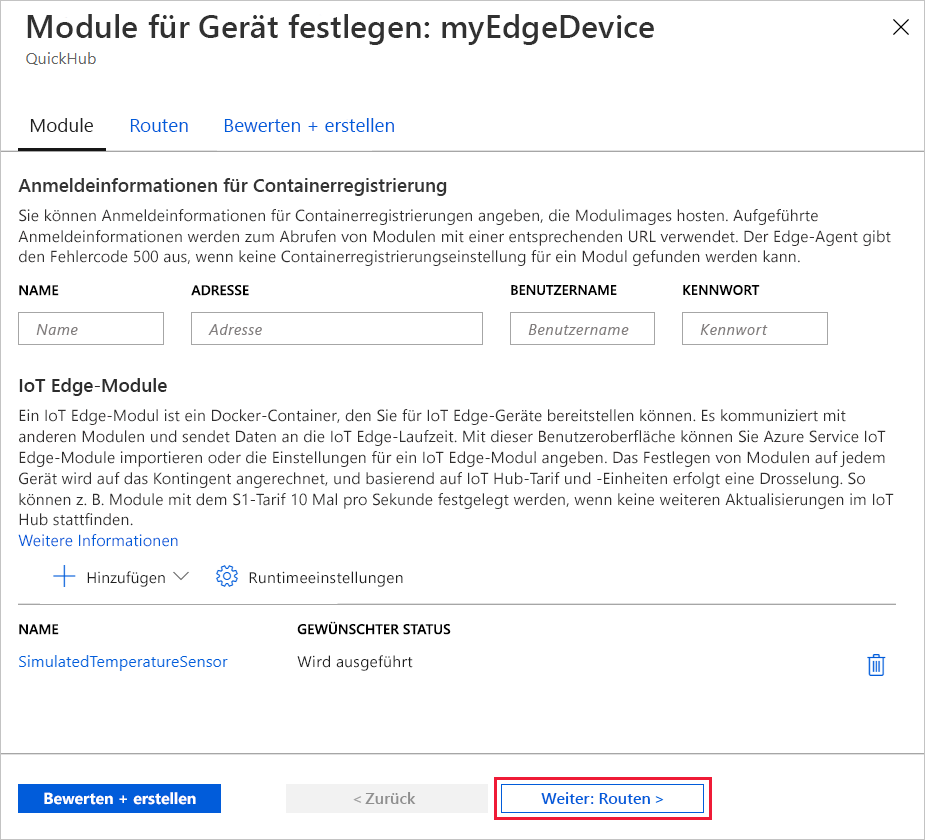 Module für Gerät festlegen: myEdgeDevice
QuickHub
Module Routen Bewerten + erstellen
Anmeldeinformationen für Containerregistrierung
Sie können Anmeldeinformationen für Containerregistrierungen angeben, die Modulimages hosten. Aufgeführte
Anmeldeinformationen werden zum Abrufen von Modulen mit einer entsprechenden URL verwendet. Der Edge-Agent gibt
den Fehlercode 500 aus, wenn keine Containerregistrierungseinstellung für ein Modul gefunden werden kann.
NAME ADRESSE BENUTZERNAME KENNWORT
Name Adresse Benutzername Kennwort
IoT Edge-Module
Ein IoT Edge-Modul ist ein Docker-Container, den Sie für IoT Edge-Geräte bereitstellen können. Es kommuniziert mit
anderen Modulen und sendet Daten an die IoT Edge-Laufzeit. Mit dieser Benutzeroberfläche können Sie Azure Service IoT
Edge-Module importieren oder die Einstellungen für ein IoT Edge-Modul angeben. Das Festlegen von Modulen auf jedem
Gerät wird auf das Kontingent angerechnet, und basierend auf IoT Hub-Tarif und -Einheiten erfolgt eine Drosselung. So
können z. B. Module mit dem S1-Tarif 10 Mal pro Sekunde festgelegt werden, wenn keine weiteren Aktualisierungen im IoT
Hub stattfinden.
Weitere Informationen
Hinzufügen Runtimeeinstellungen
NAME GEWÜNSCHTER STATUS
SimulatedTemperatureSensor Wird ausgeführt
Bewerten + erstellen < Zurück Weiter: Routen >